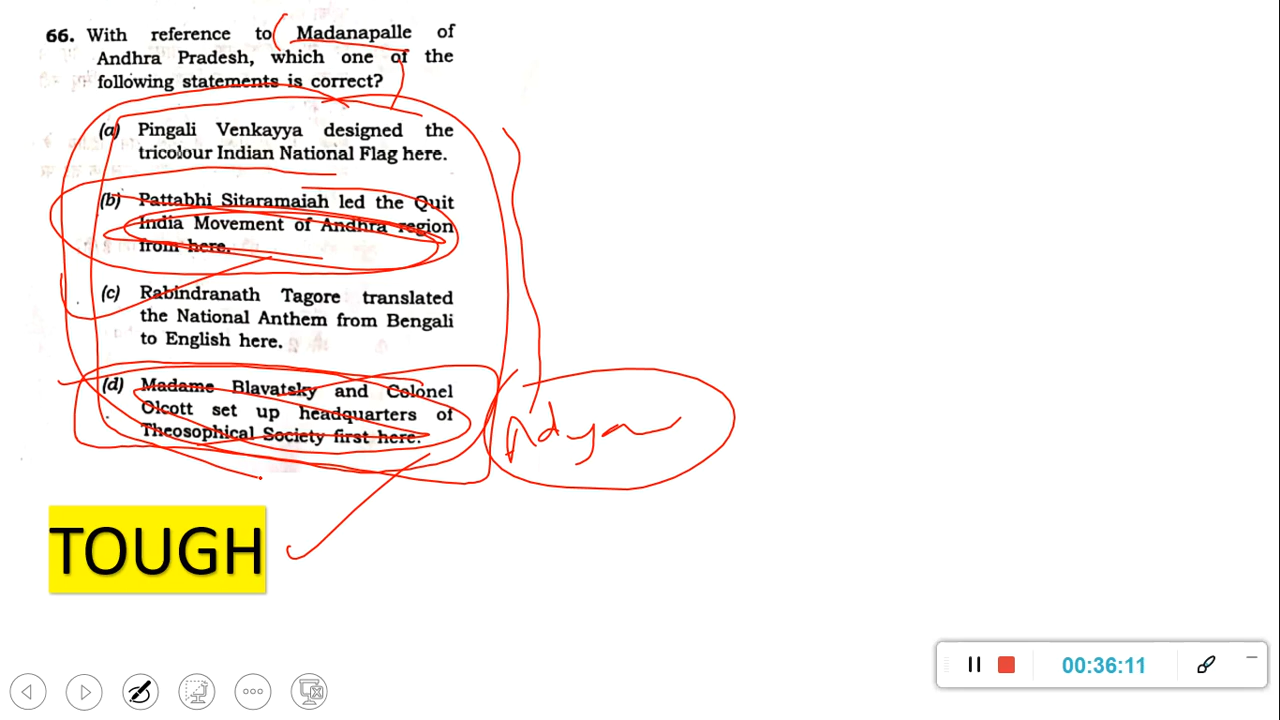 66. With reference to Madanapalle of
Andhra Pradesh, which one of the
following statements is correct?
(a) Pingali Venkayya designed the
tricolour Indian National Flag here.
(b) Pattabhi Sitaramaiah led the Quit
India Movement of Andhra region
from here.
(c) Rabindranath Tagore translated
the National Anthem from Bengali
to English here.
(d) Madame Blavatsky and Colonel
Olcott set up headquarters of
Theosophical Society first here.
Adyar
TOUGH
00:36:11